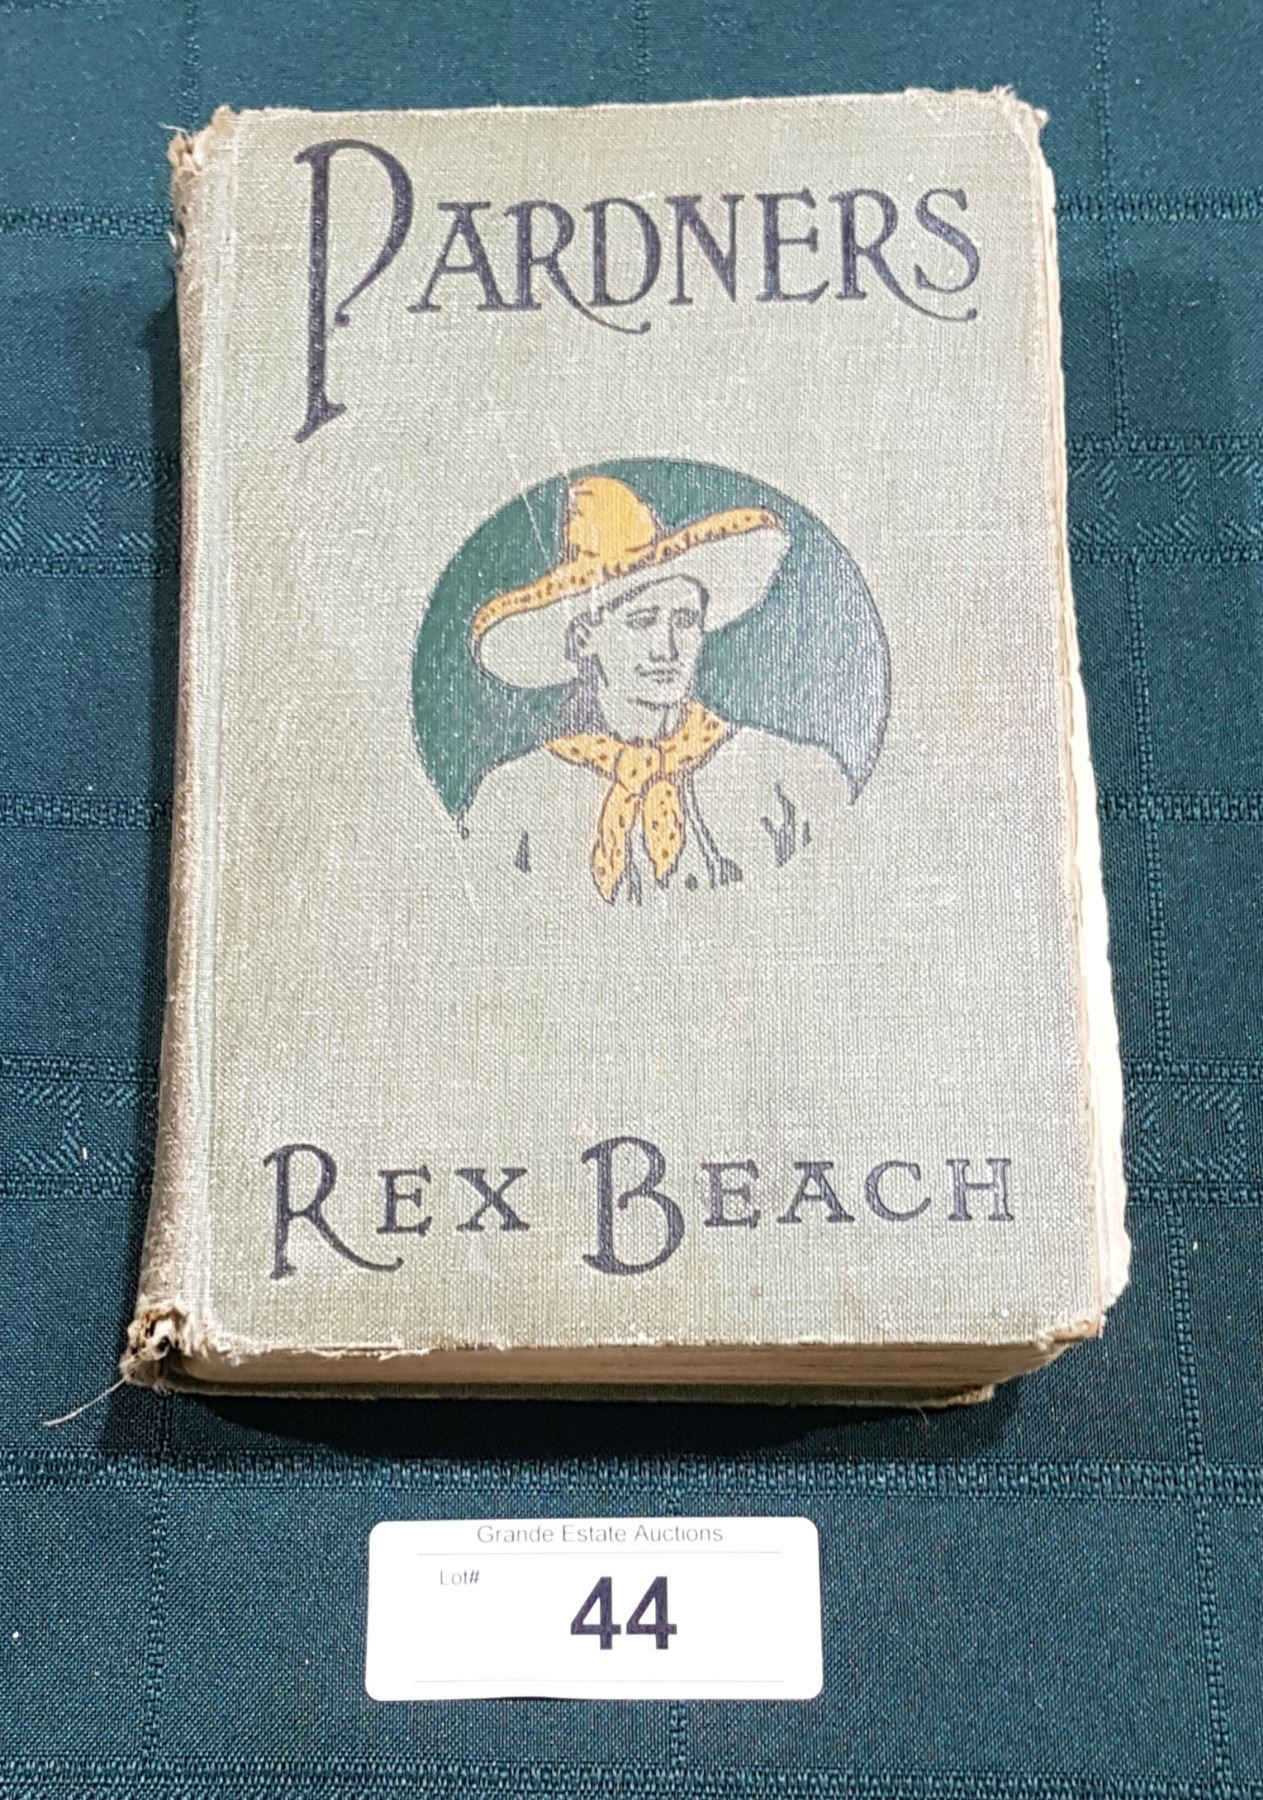 PARDNERS
REX BEACH
Grande Estate Auctions
Lot#
44